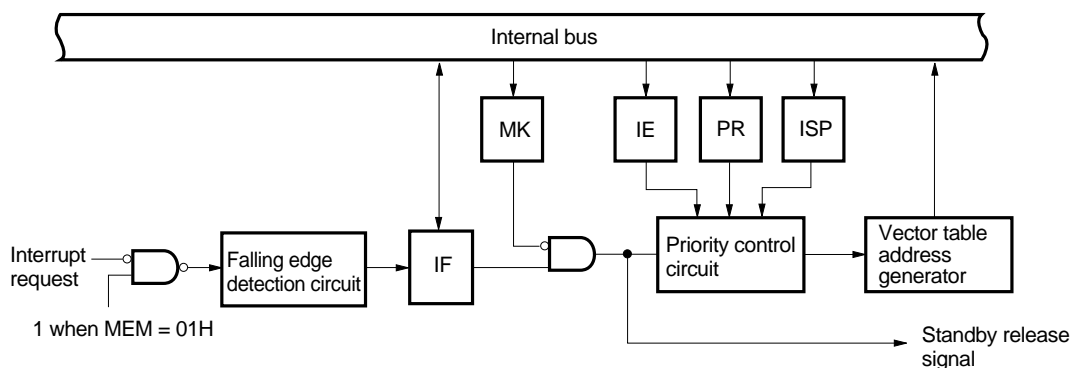 Internal bus
MK
IE
PR
ISP
Interrupt
request
Falling edge
detection circuit
IF
Priority control
circuit
Vector table
address
generator
1 when MEM = 01H
Standby release
signal